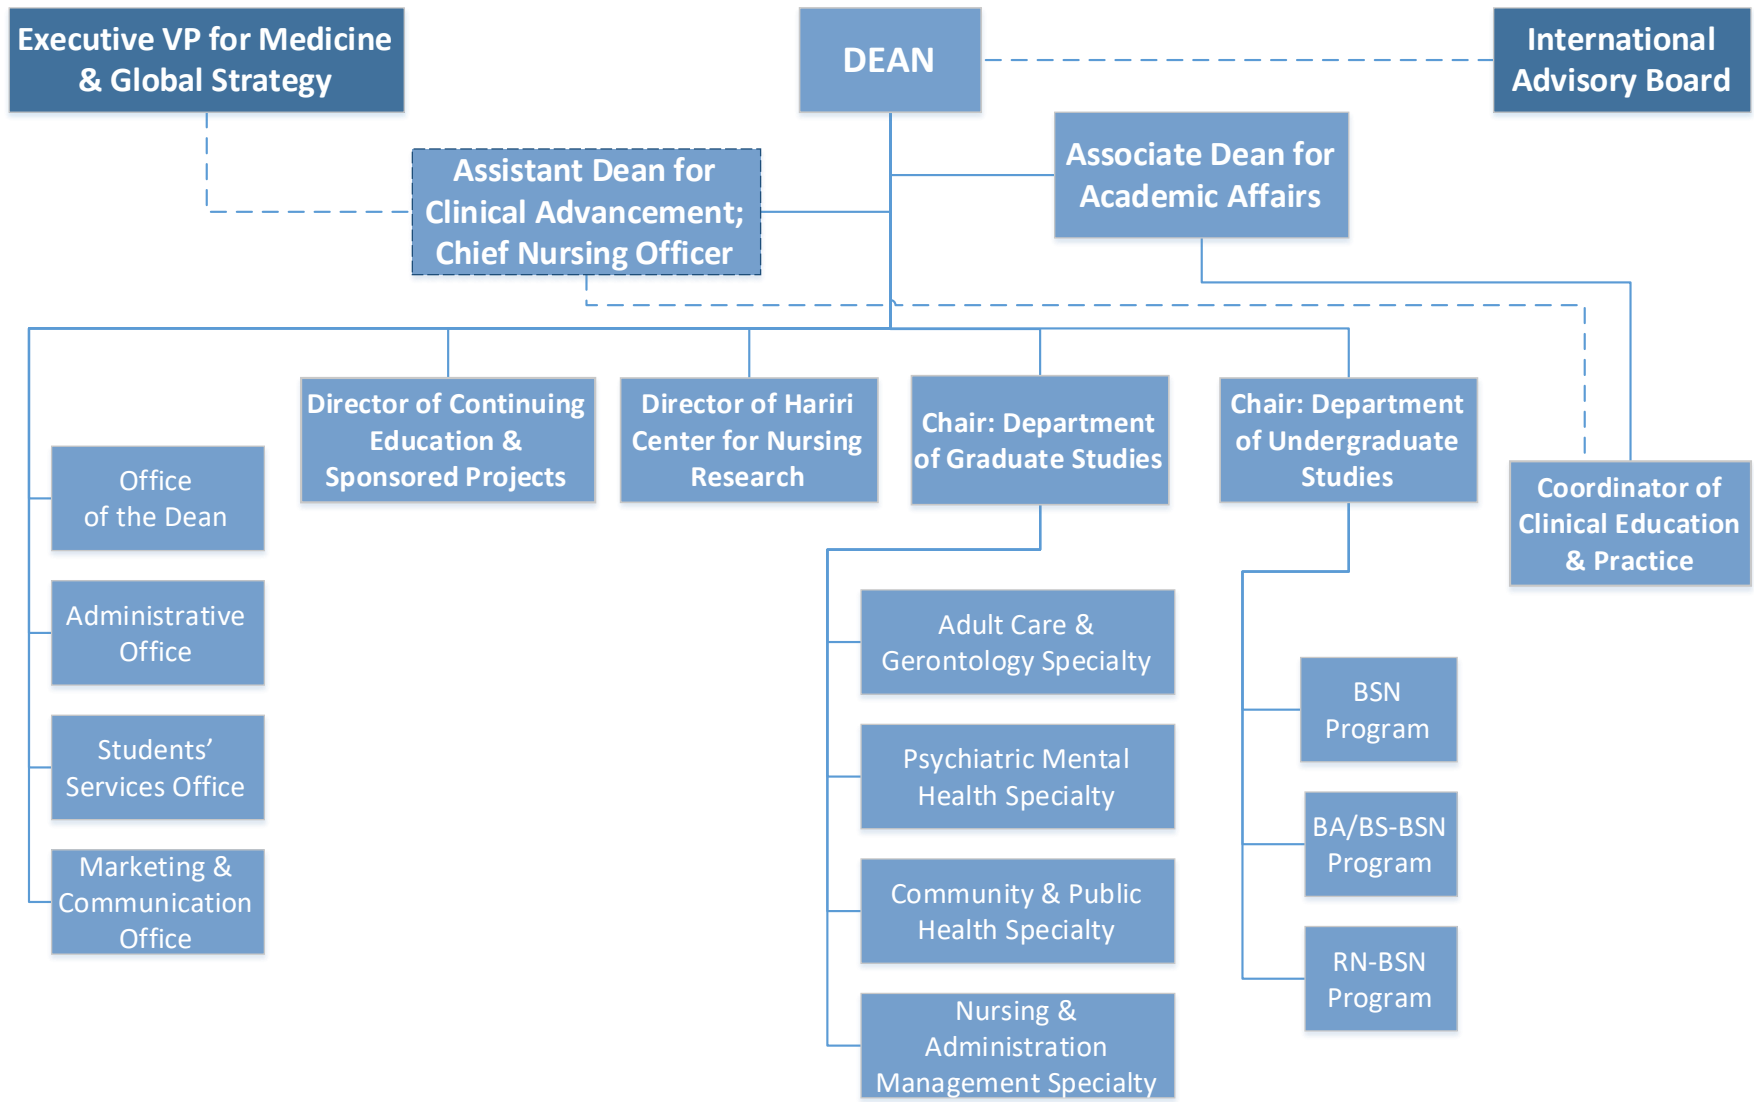 Executive VP for Medicine
& Global Strategy
DEAN
International
Advisory Board
Assistant Dean for
Clinical Advancement;
Chief Nursing Officer
Associate Dean for
Academic Affairs
Director of Continuing
Education &
Sponsored Projects
Director of Hariri
Center for Nursing
Research
Chair: Department
of Graduate Studies
Chair: Department
of Undergraduate
Studies
Coordinator of
Clinical Education
& Practice
Office
of the Dean
Administrative
Office
Students’
Services Office
Marketing &
Communication
Office
Adult Care &
Gerontology Specialty
Psychiatric Mental
Health Specialty
Community & Public
Health Specialty
Nursing &
Administration
Management Specialty
BSN
Program
BA/BS-BSN
Program
RN-BSN
Program